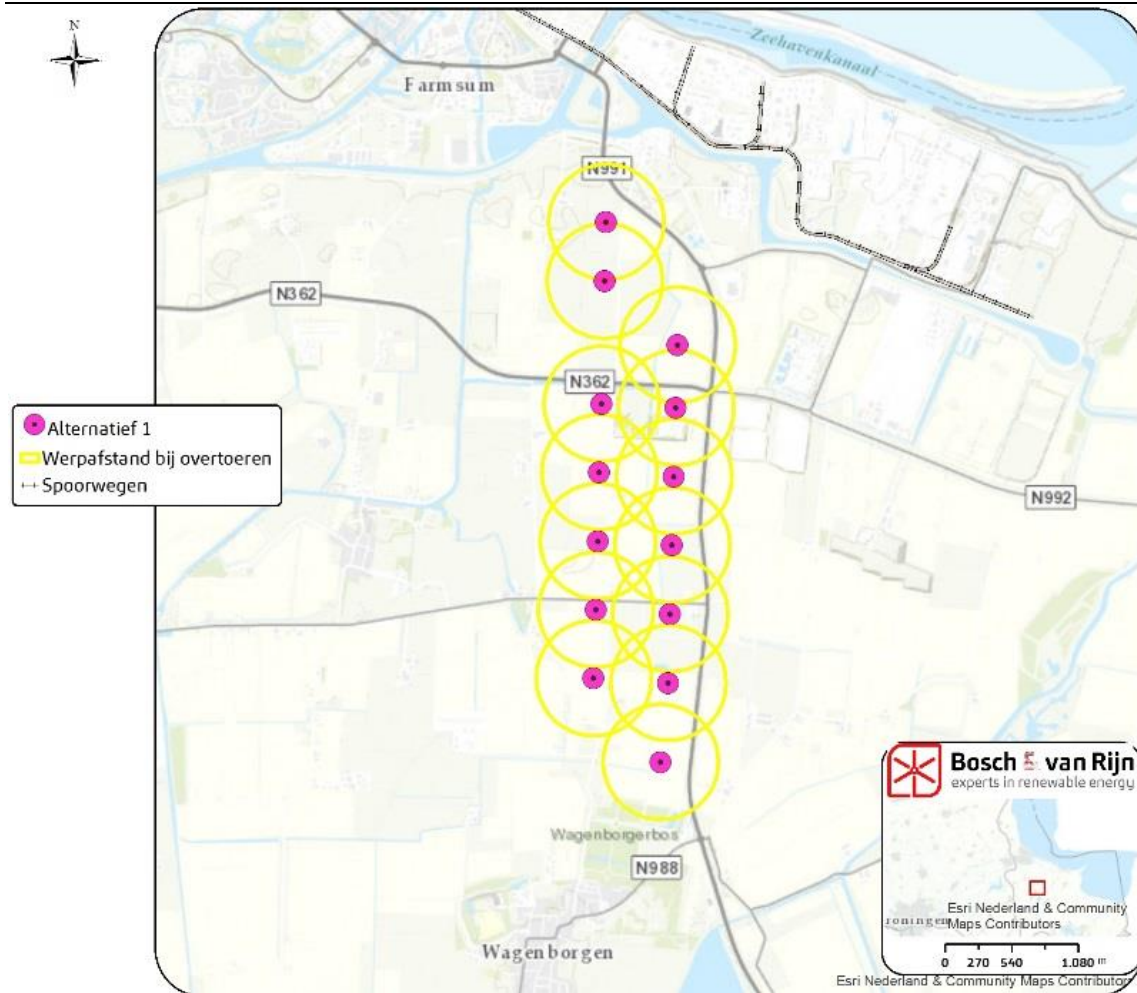 N
Zeehavenkanaal
Farmsum
N991
N362
N362
N992
Alternatief 1
Werpafstand bij overtoeren
Spoorwegen
Wagenborgerbos
N988
Wagenborgen
Bosch & van Rijn
experts in renewable energy
roningen
Esri Nederland & Community
Maps Contributors
0 270 540 1.080 m
Esri Nederland & Community Maps Contributors